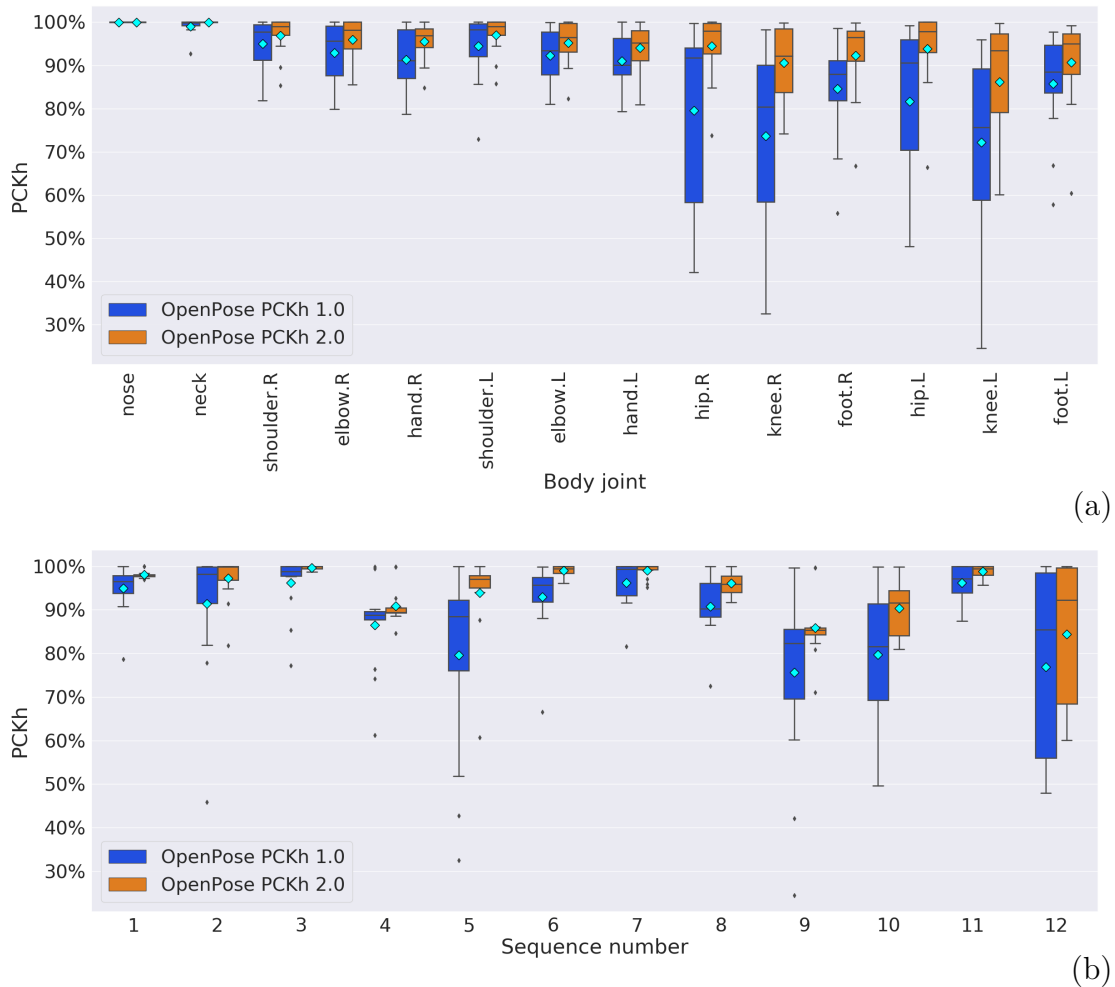 100%
90%
80%
70%
60%
50%
40%
30%
PCKh
OpenPose PCKh 1.0
OpenPose PCKh 2.0
nose
neck
shoulder.R
elbow.R
hand.R
shoulder.L
elbow.L
hand.L
hip.R
knee.R
foot.R
hip.L
knee.L
foot.L
Body joint
(a)
100%
90%
80%
70%
60%
50%
40%
30%
PCKh
OpenPose PCKh 1.0
OpenPose PCKh 2.0
1 2 3 4 5 6 7 8 9 10 11 12
Sequence number
(b)